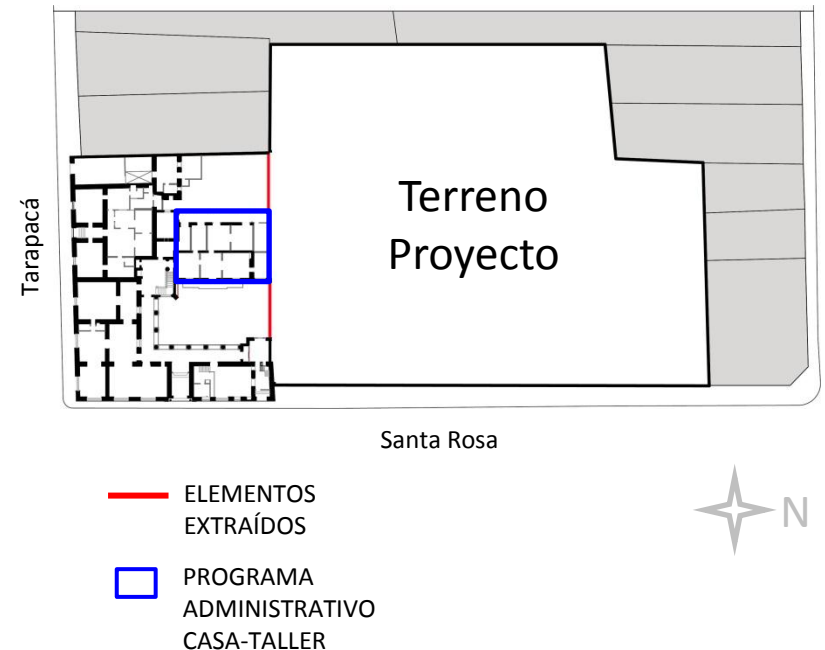 Terreno
Proyecto
Tarapacá
Santa Rosa
ELEMENTOS
EXTRAÍDOS
N
PROGRAMA
ADMINISTRATIVO
CASA-TALLER